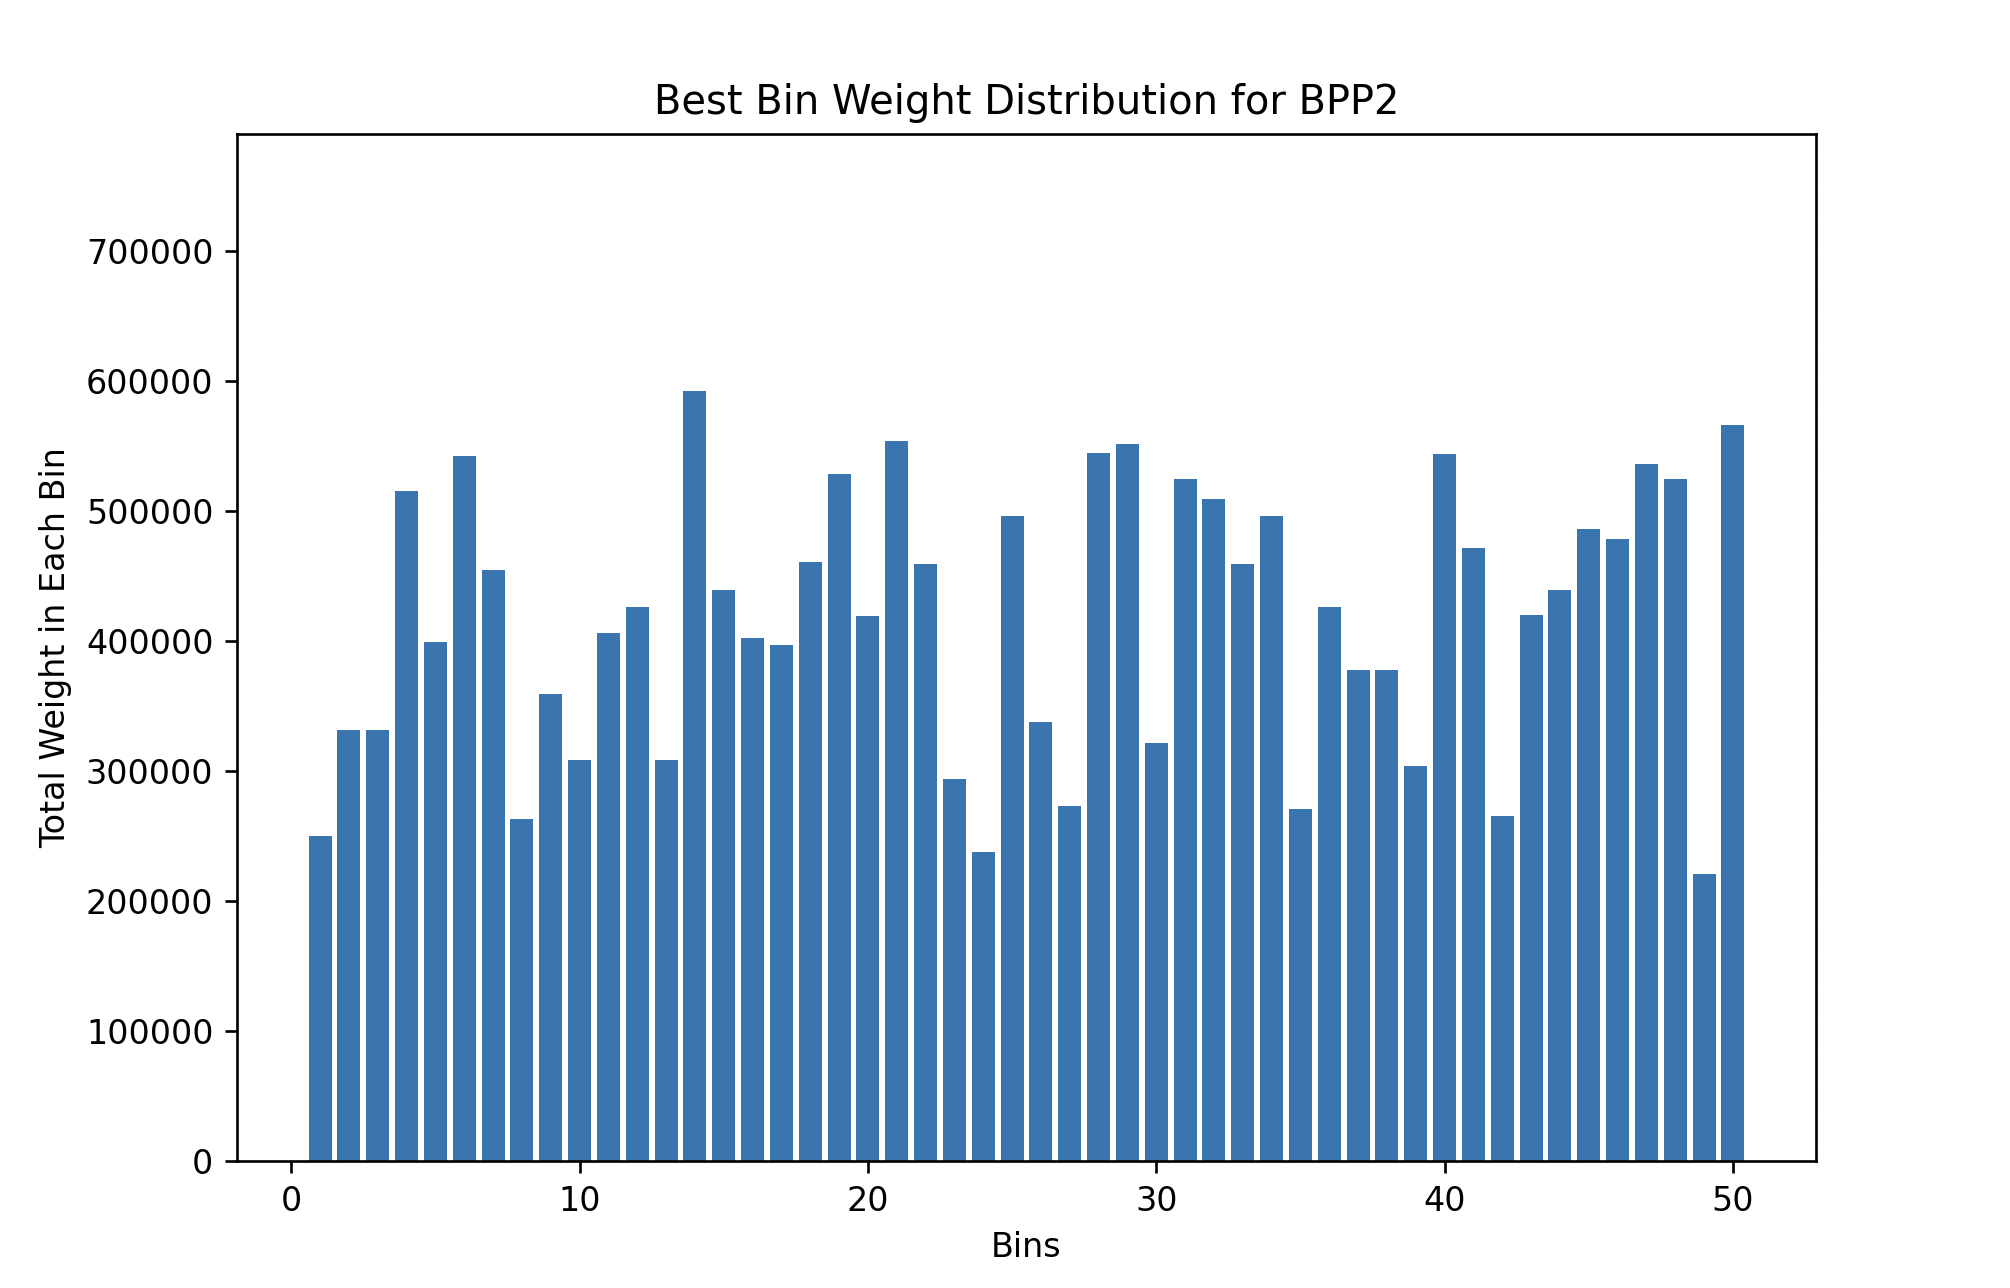 Best Bin Weight Distribution for BPP2
Total Weight in Each Bin
700000
600000
500000
400000
300000
200000
100000
0
0 10 20 30 40 50
Bins